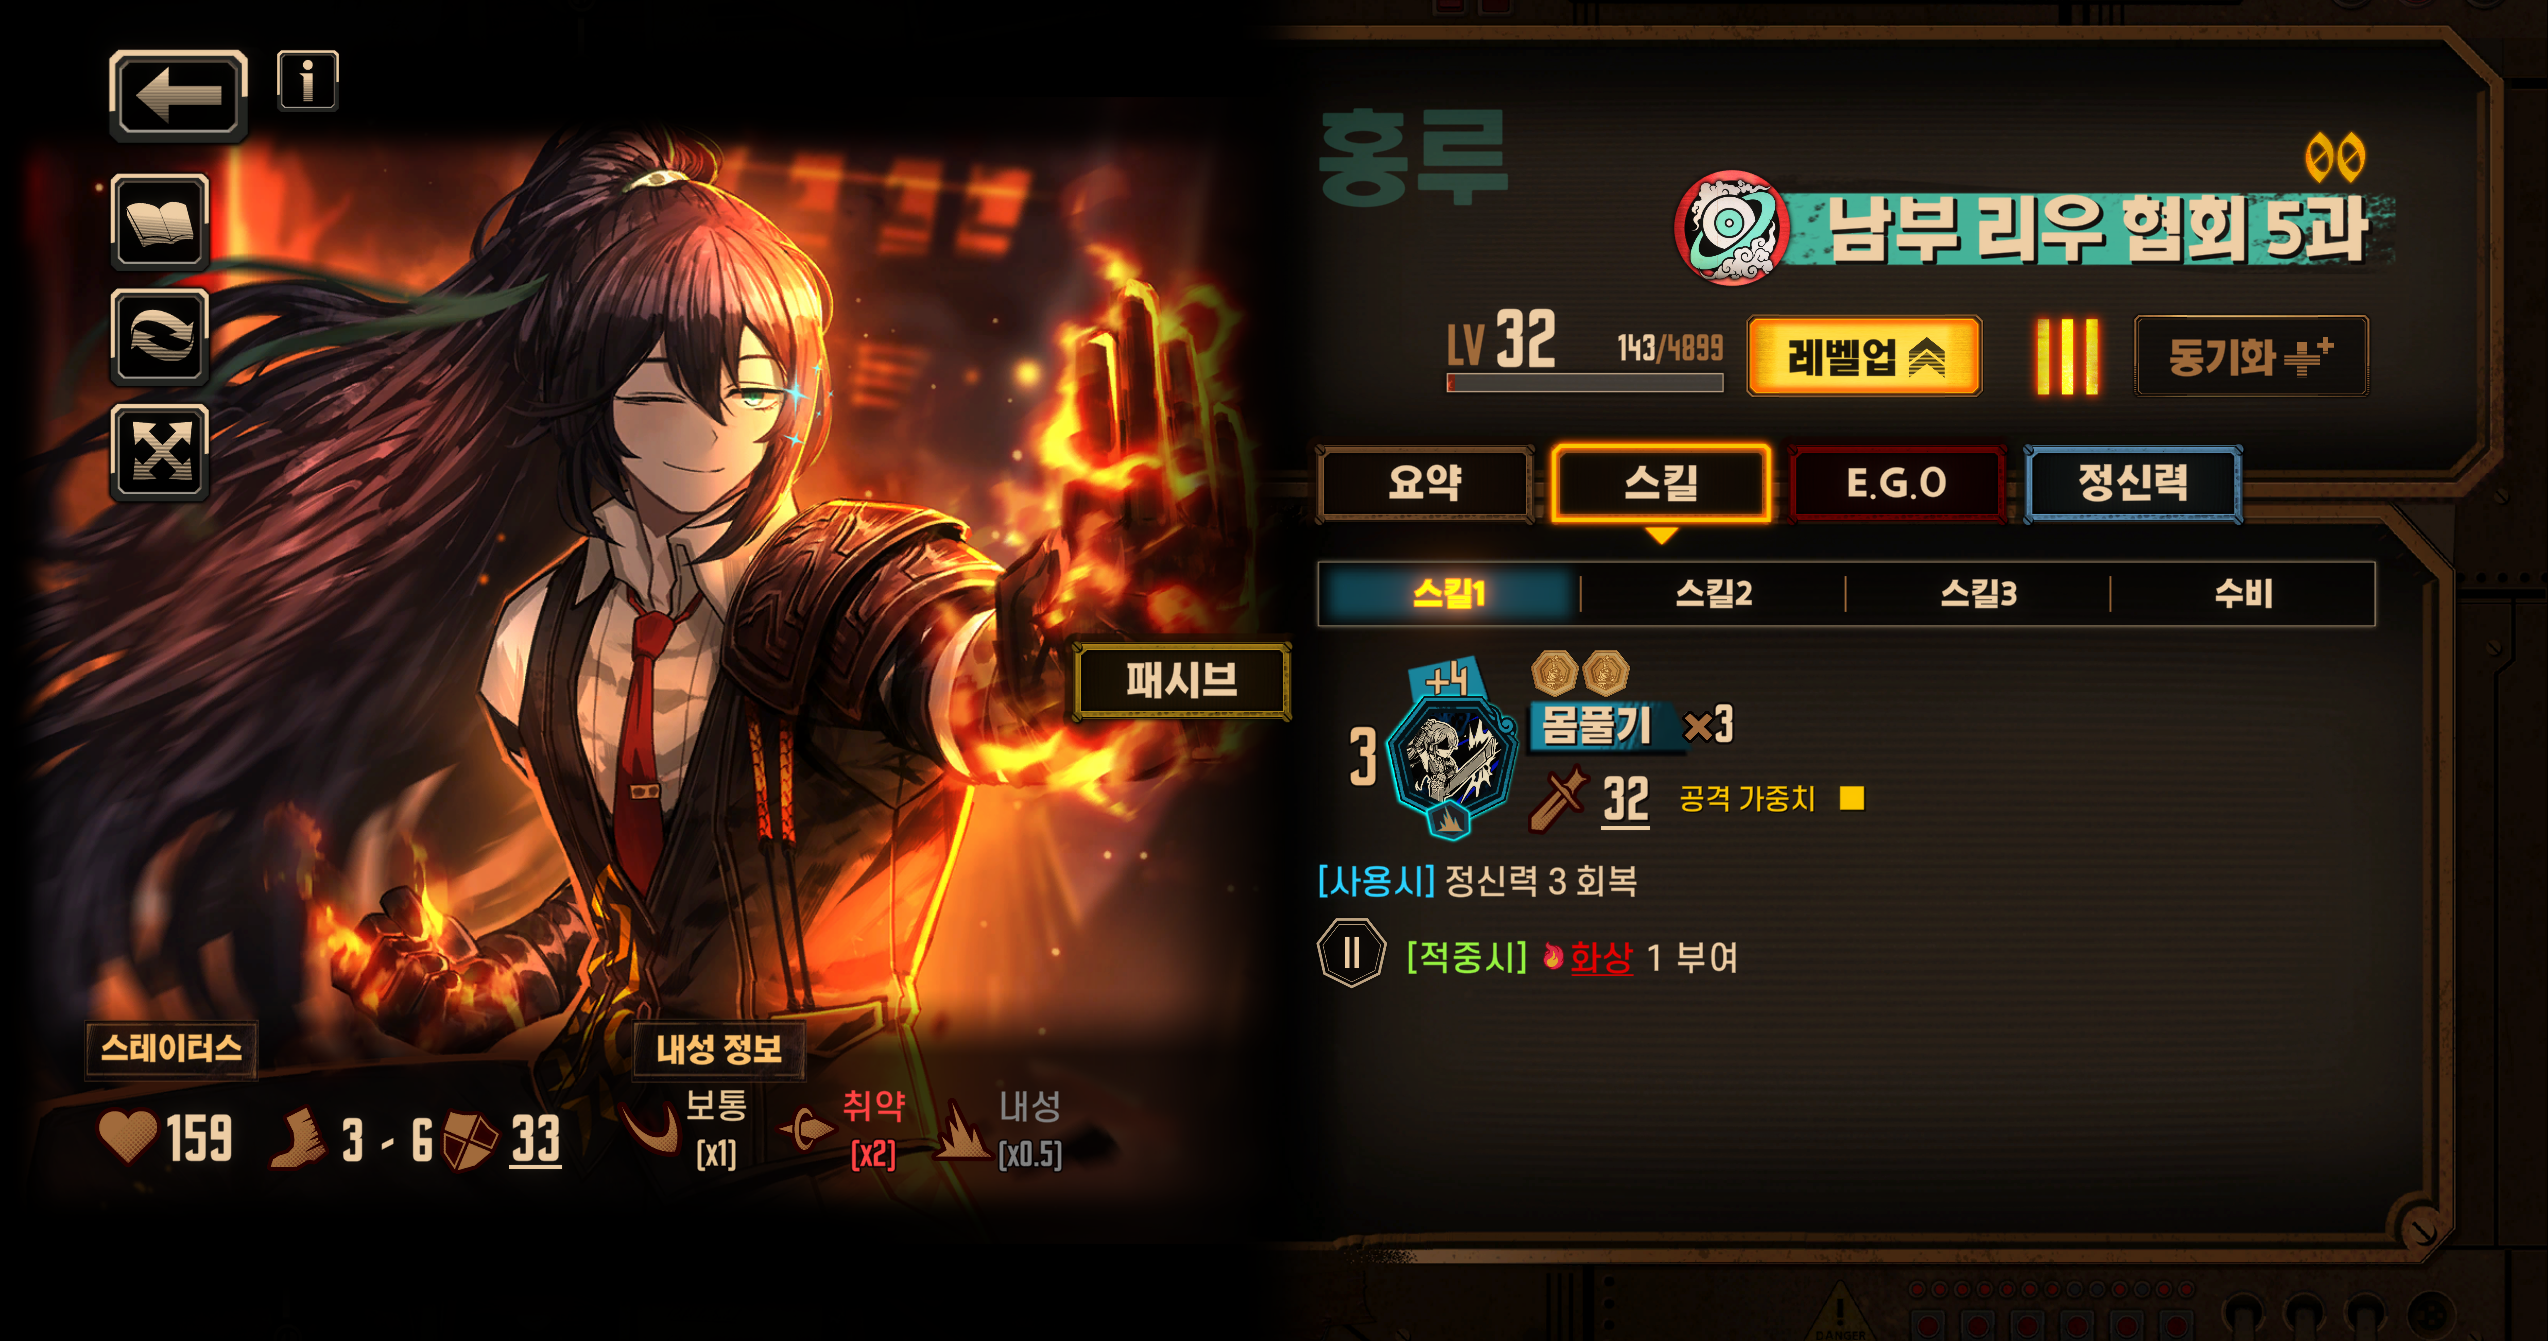 홍루
남부 리우 협회 5과
LV 32
143/4899
레벨업
동기화
요약
스킬
E.G.O
정신력
스킬1
스킬2
스킬3
수비
패시브
+4
3
몸풀기 ×3
32
공격 가중치
[사용시] 정신력 3 회복
II [적중시] 화상 1 부여
스테이터스
159
3 - 6
33
내성 정보
보통
[x1]
취약
[x2]
내성
[x0.5]
DANGER